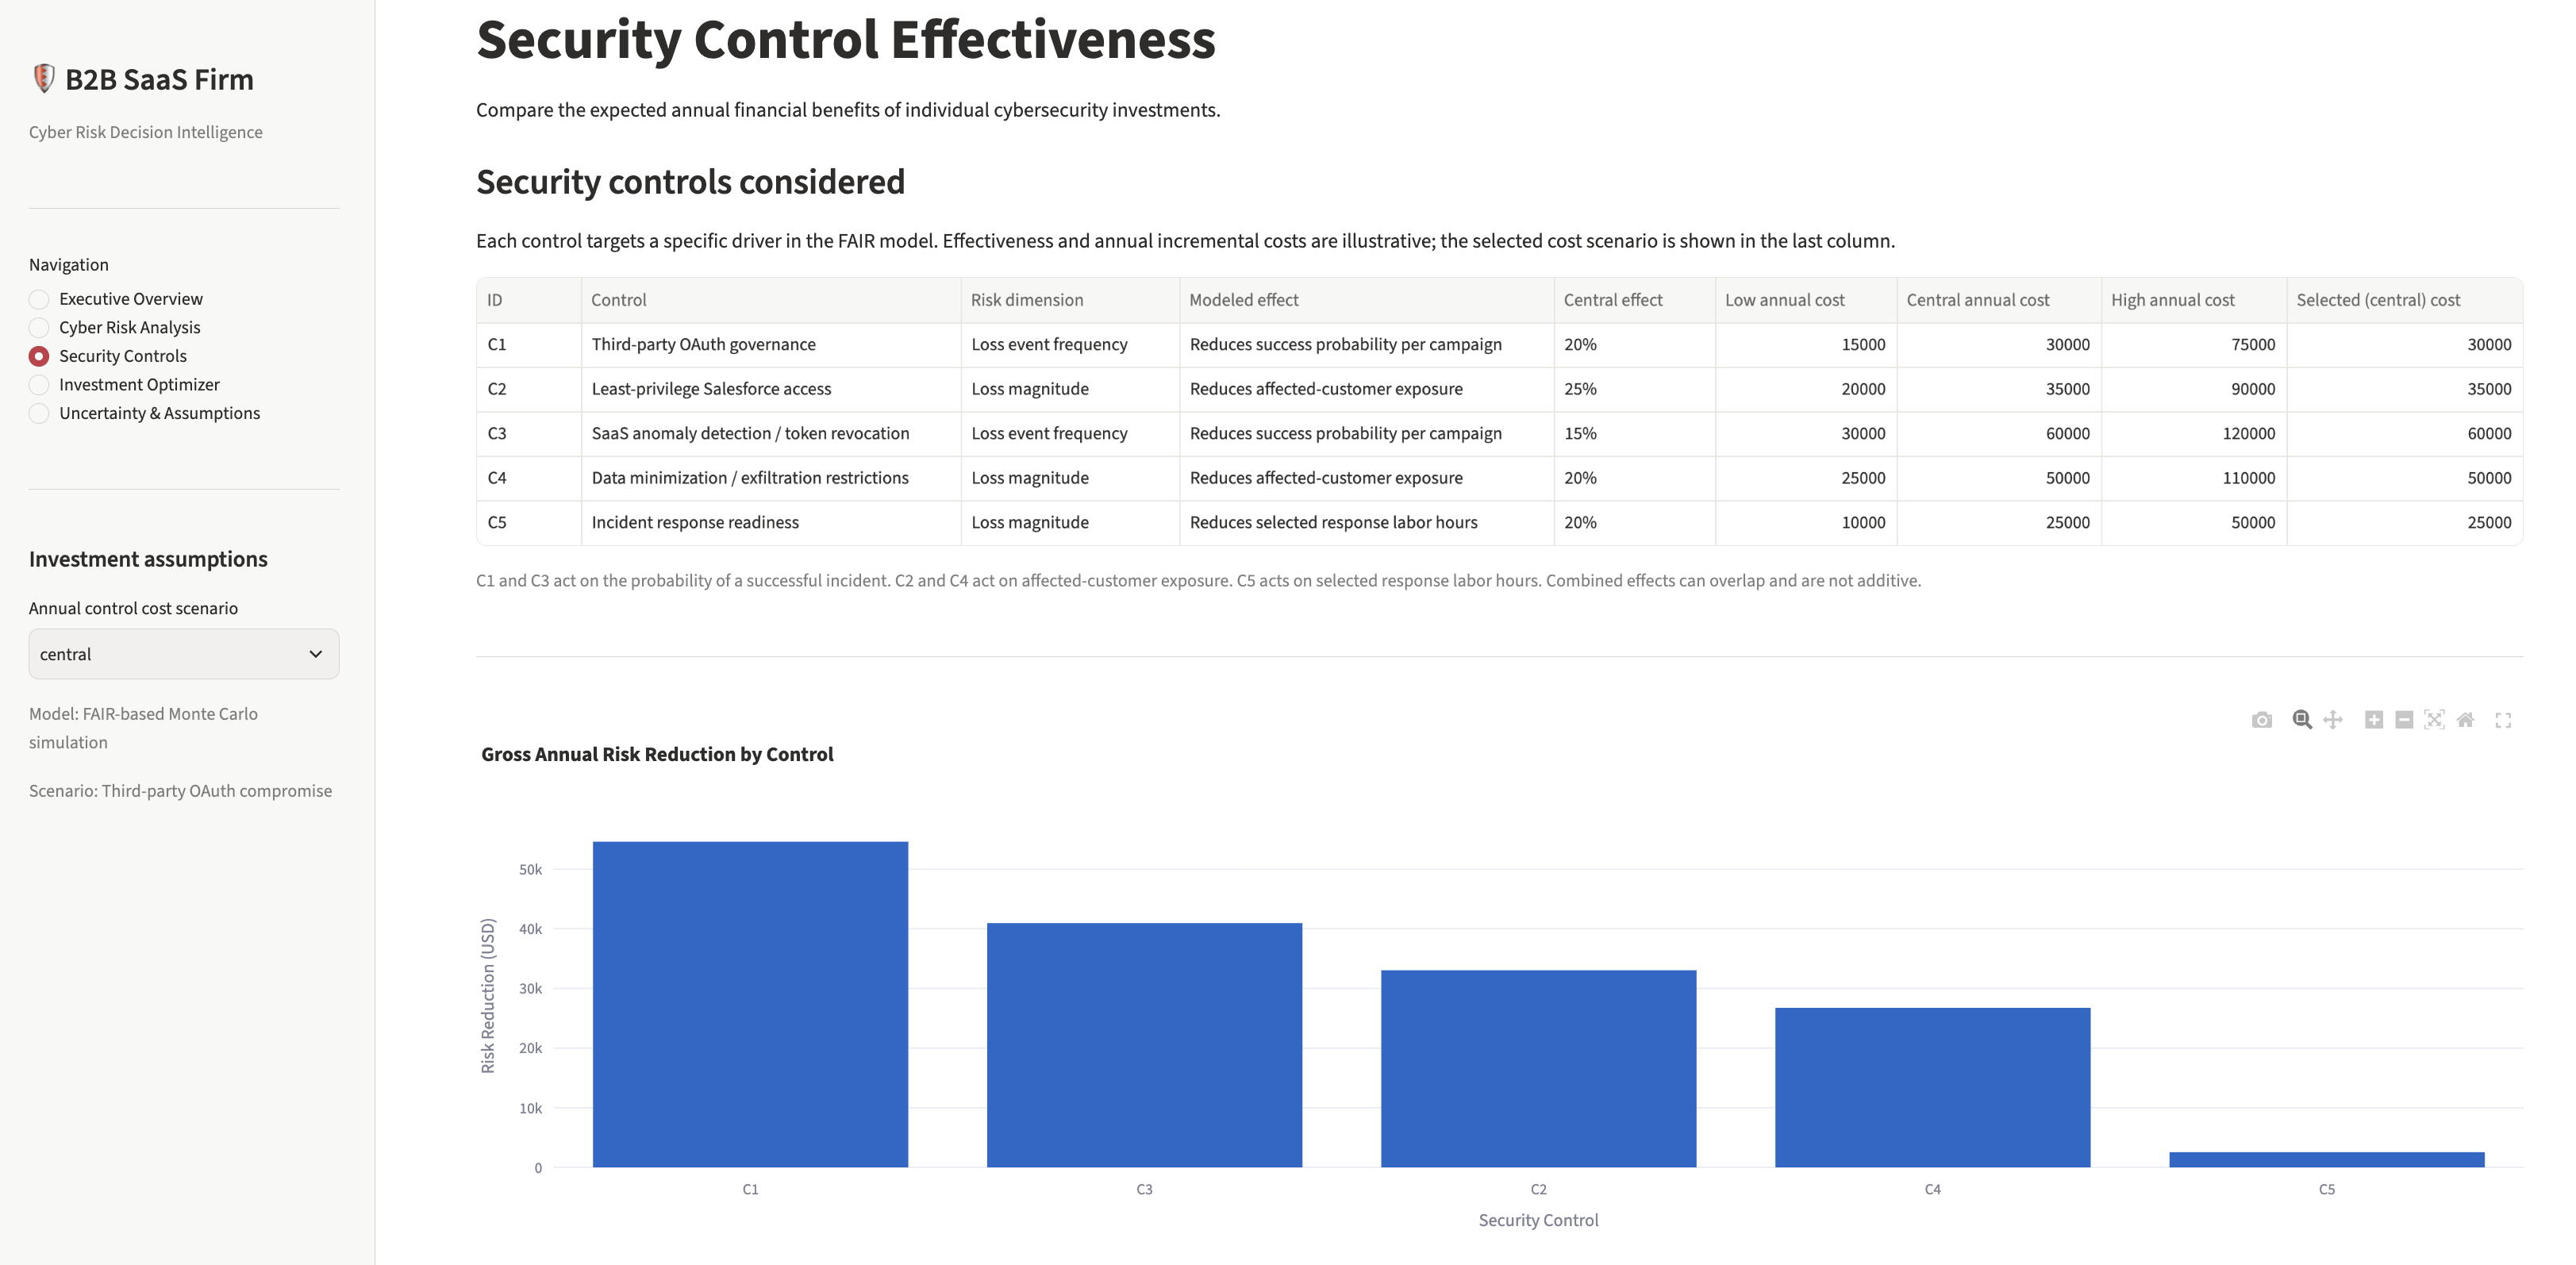 B2B SaaS Firm
Cyber Risk Decision Intelligence
Navigation
Executive Overview
Cyber Risk Analysis
Security Controls
Investment Optimizer
Uncertainty & Assumptions
Investment assumptions
Annual control cost scenario
central
Model: FAIR-based Monte Carlo
simulation
Scenario: Third-party OAuth compromise
Security Control Effectiveness
Compare the expected annual financial benefits of individual cybersecurity investments.
Security controls considered
Each control targets a specific driver in the FAIR model. Effectiveness and annual incremental costs are illustrative; the selected cost scenario is shown in the last column.
ID Control Risk dimension Modeled effect Central effect Low annual cost Central annual cost High annual cost Selected (central) cost
C1 Third-party OAuth governance Loss event frequency Reduces success probability per campaign 20% 15000 30000 75000 30000
C2 Least-privilege Salesforce access Loss magnitude Reduces affected-customer exposure 25% 20000 35000 90000 35000
C3 SaaS anomaly detection / token revocation Loss event frequency Reduces success probability per campaign 15% 30000 60000 120000 60000
C4 Data minimization / exfiltration restrictions Loss magnitude Reduces affected-customer exposure 20% 25000 50000 110000 50000
C5 Incident response readiness Loss magnitude Reduces selected response labor hours 20% 10000 25000 50000 25000
C1 and C3 act on the probability of a successful incident. C2 and C4 act on affected-customer exposure. C5 acts on selected response labor hours. Combined effects can overlap and are not additive.
Gross Annual Risk Reduction by Control
Risk Reduction (USD)
50k
40k
30k
20k
10k
0
C1 C3 C2 C4 C5
Security Control